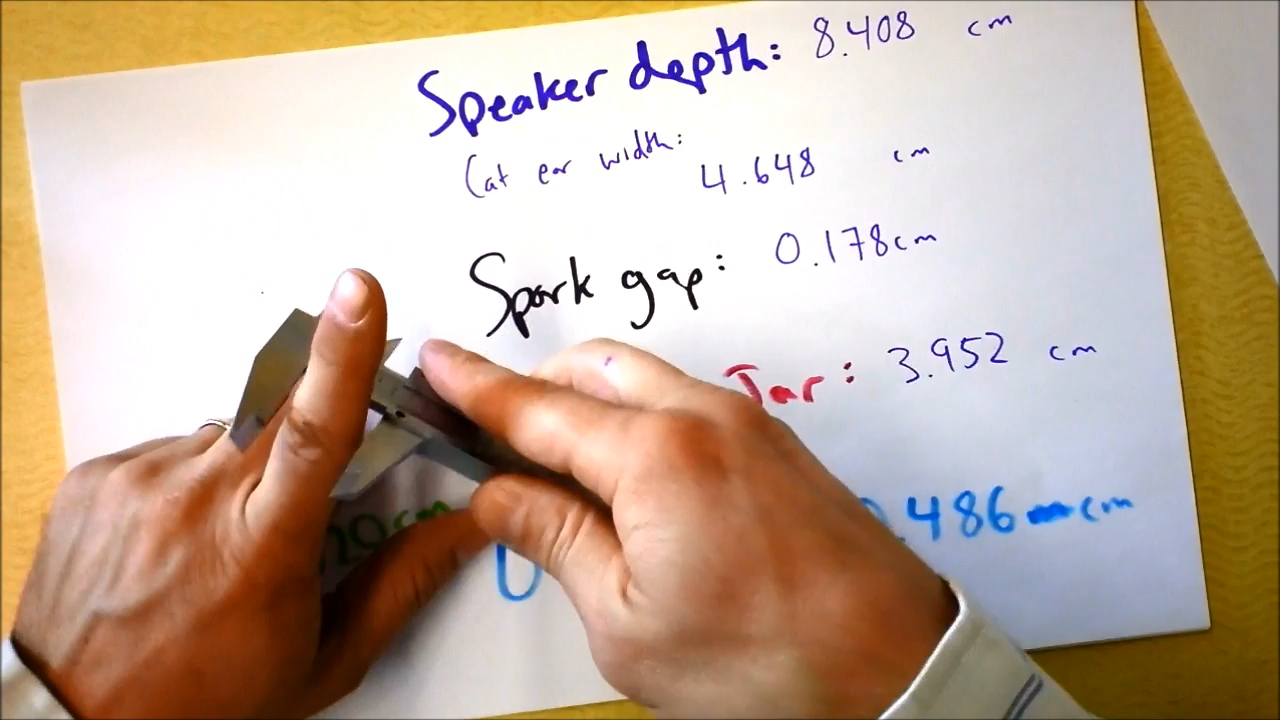 Speaker depth: 8.408 cm
Cat ear width: 4.648 cm
Spark gap: 0.178cm
Jar: 3.952 cm
.486 cm
20cm